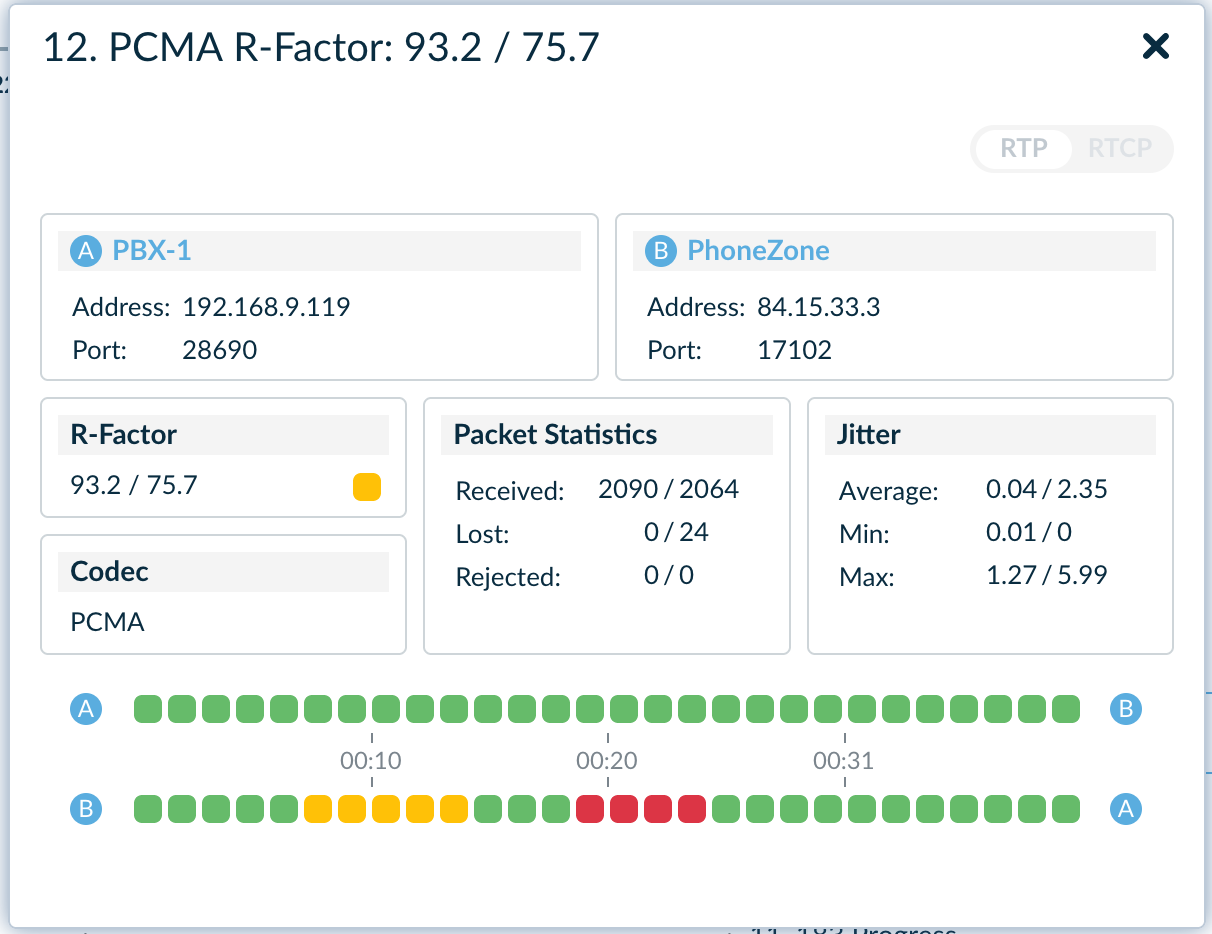 12. PCMA R-Factor: 93.2 / 75.7
RTP RTCP
A PBX-1
Address: 192.168.9.119
Port: 28690
B PhoneZone
Address: 84.15.33.3
Port: 17102
R-Factor
93.2 / 75.7
Codec
PCMA
Packet Statistics
Received: 2090 / 2064
Lost: 0 / 24
Rejected: 0 / 0
Jitter
Average: 0.04 / 2.35
Min: 0.01 / 0
Max: 1.27 / 5.99
A B
00:10 00:20 00:31
B A